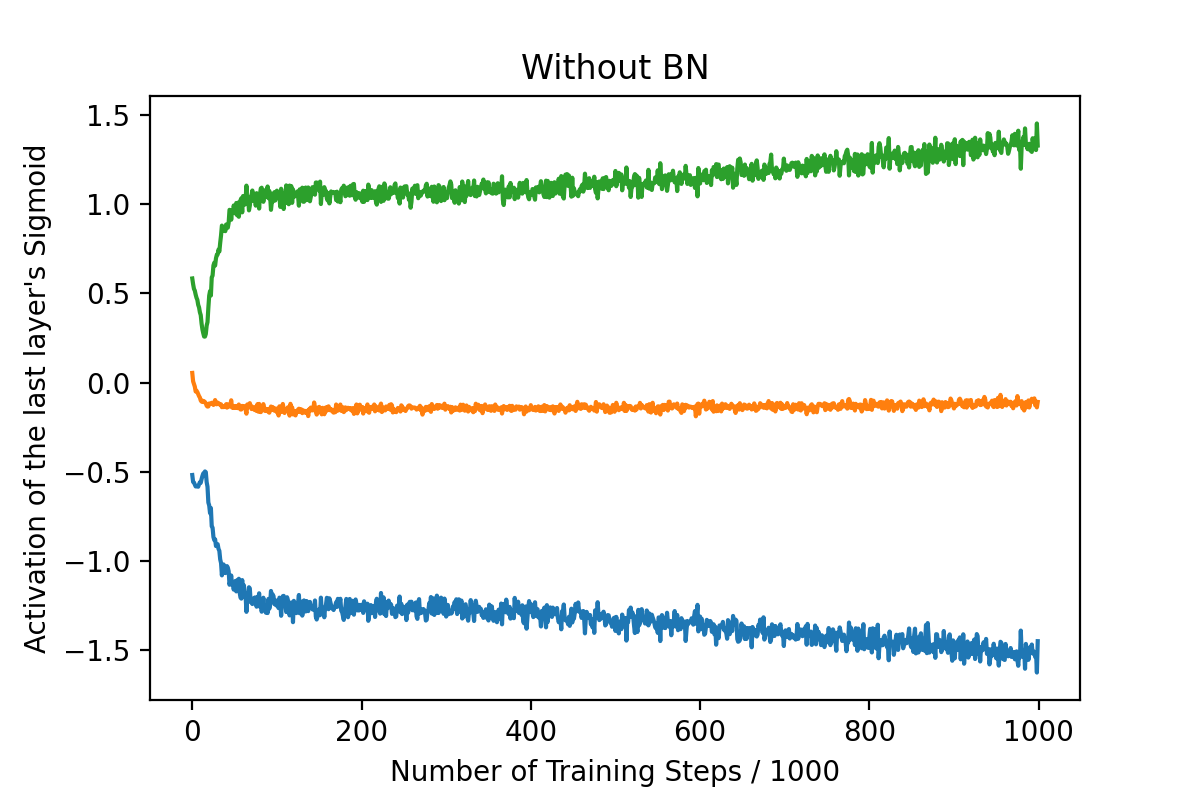 Without BN
Activation of the last layer's Sigmoid
1.5
1.0
0.5
0.0
−0.5
−1.0
−1.5
0 200 400 600 800 1000
Number of Training Steps / 1000